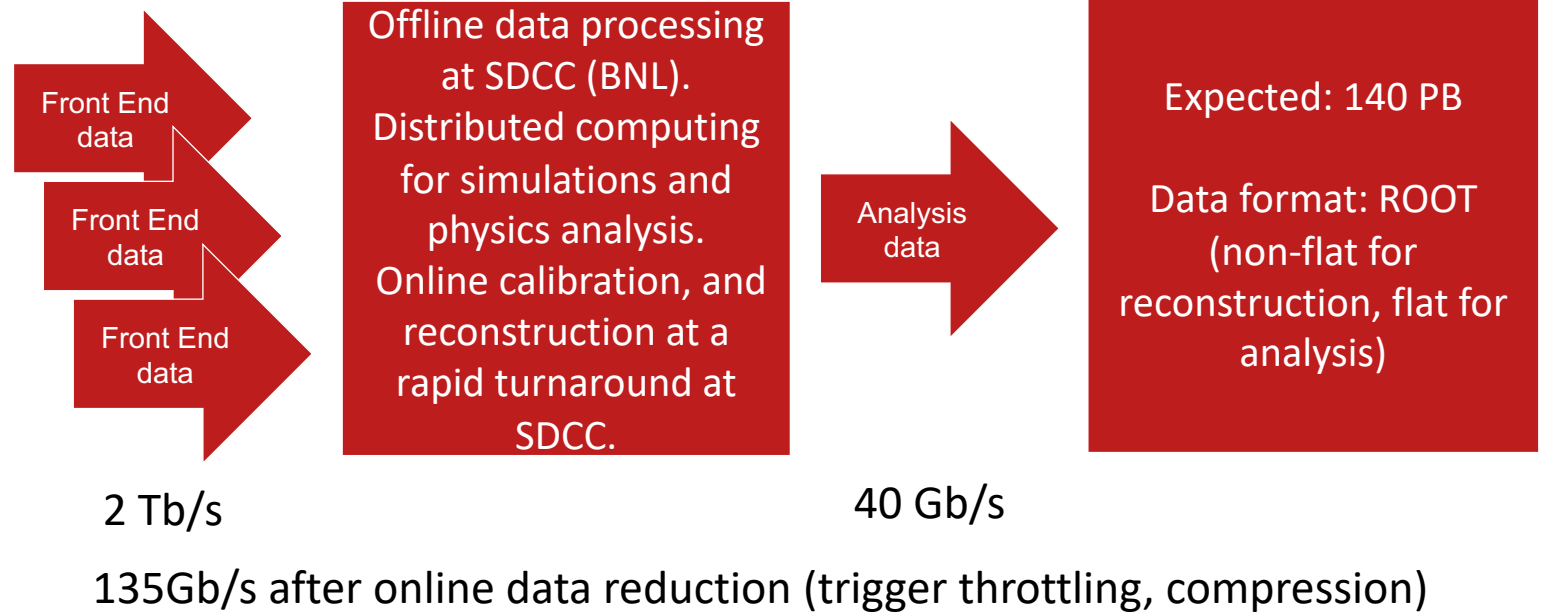 Front End
data
Front End
data
Front End
data
Offline data processing
at SDCC (BNL).
Distributed computing
for simulations and
physics analysis.
Online calibration, and
reconstruction at a
rapid turnaround at
SDCC.
Analysis
data
Expected: 140 PB
Data format: ROOT
(non-flat for
reconstruction, flat for
analysis)
2 Tb/s
40 Gb/s
135Gb/s after online data reduction (trigger throttling, compression)